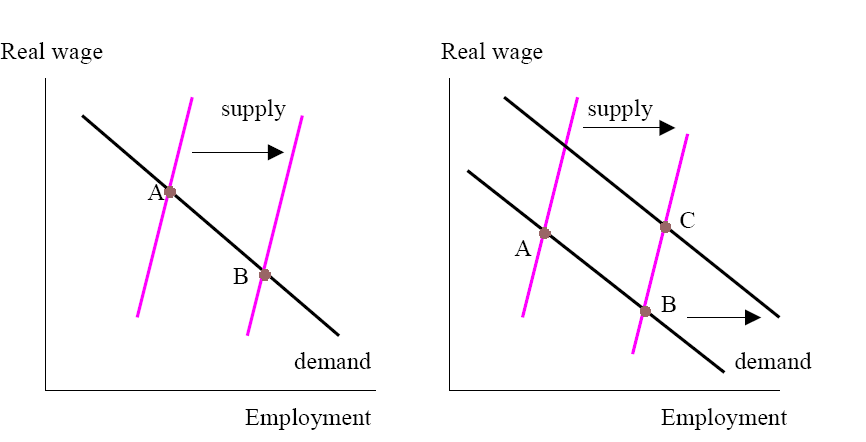 Real wage
supply
A
B
demand
Employment
Real wage
supply
C
A
B
demand
Employment